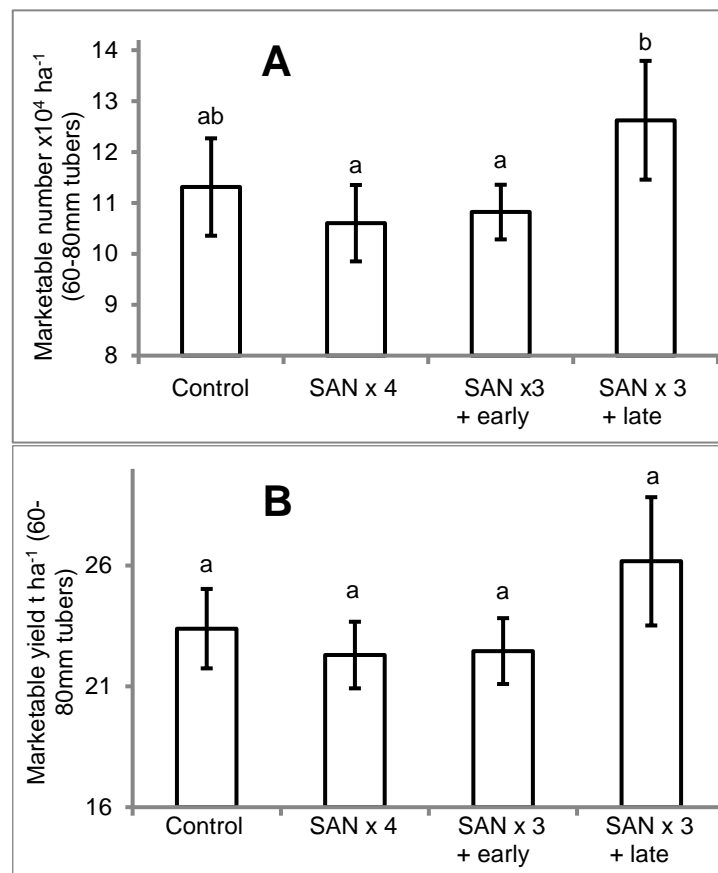 A
Marketable number x10⁴ ha⁻¹
(60-80mm tubers)
14
13
12
11
10
9
8
ab
a
a
b
Control
SAN x 4
SAN x3
+ early
SAN x 3
+ late
B
Marketable yield t ha⁻¹ (60-
80mm tubers)
26
21
16
a
a
a
a
Control
SAN x 4
SAN x 3
+ early
SAN x 3
+ late